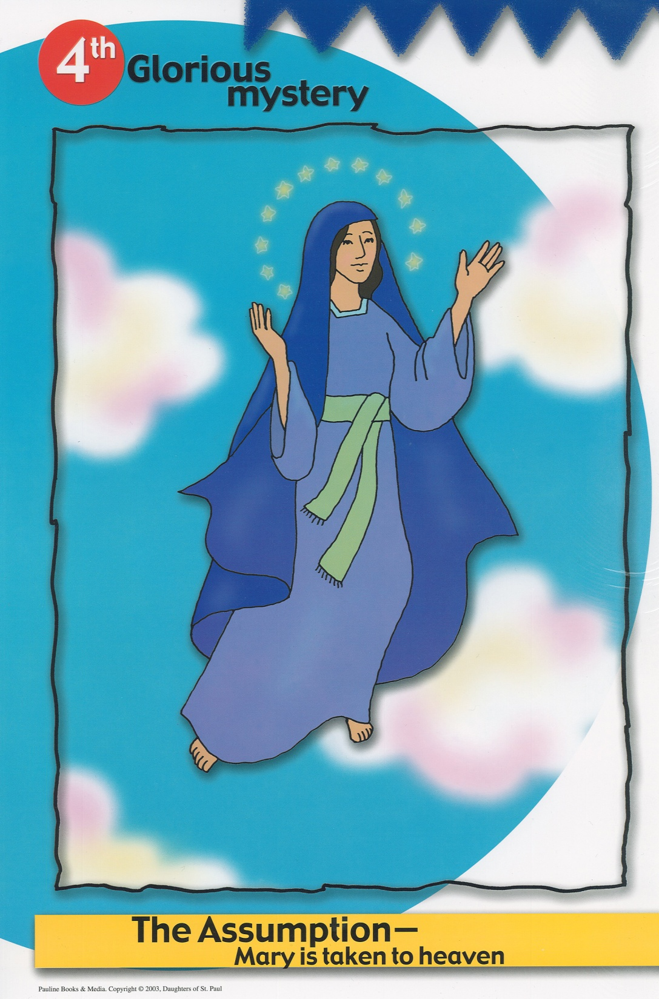 4th
Glorious
mystery
The Assumption—
Mary is taken to heaven
Pauline Books & Media. Copyright © 2003, Daughters of St. Paul